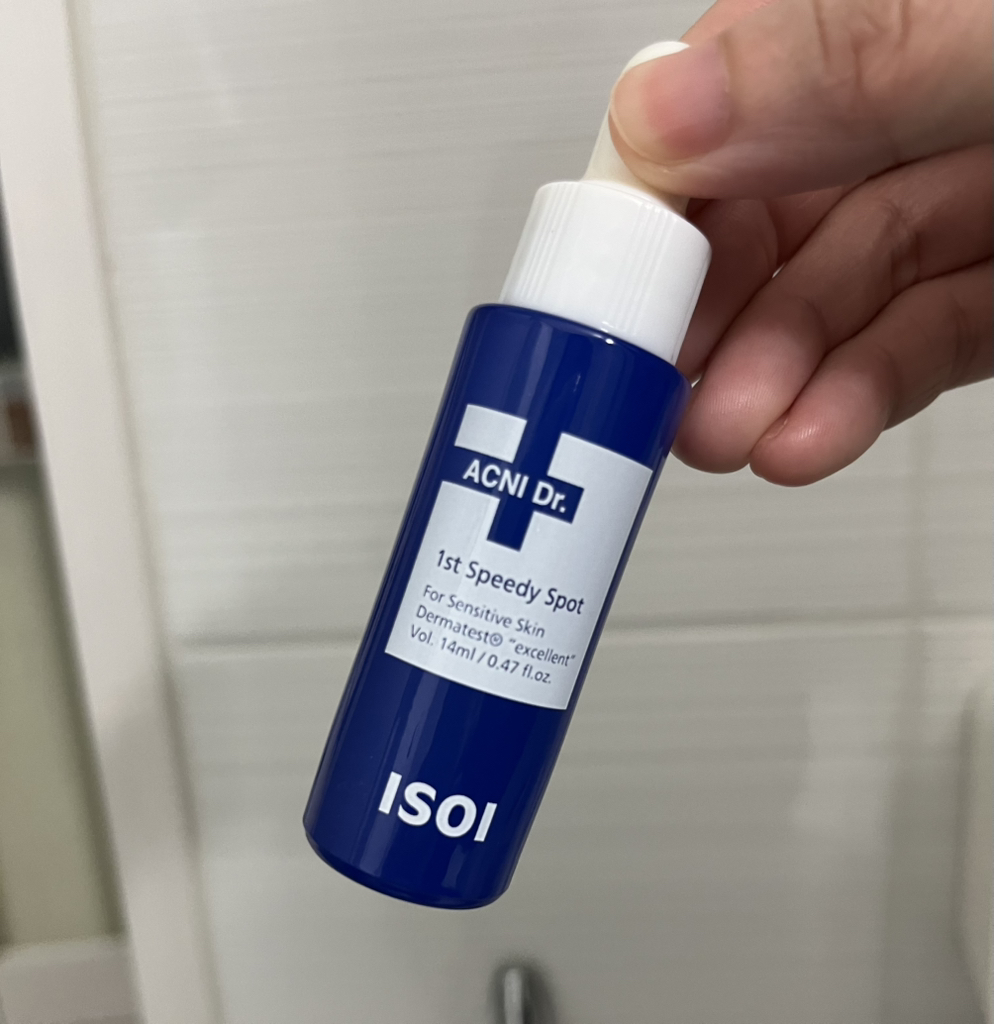 ACNI Dr.
1st Speedy Spot
For Sensitive Skin
Dermatest® "excellent"
Vol. 14ml / 0.47 fl.oz.
ISOI